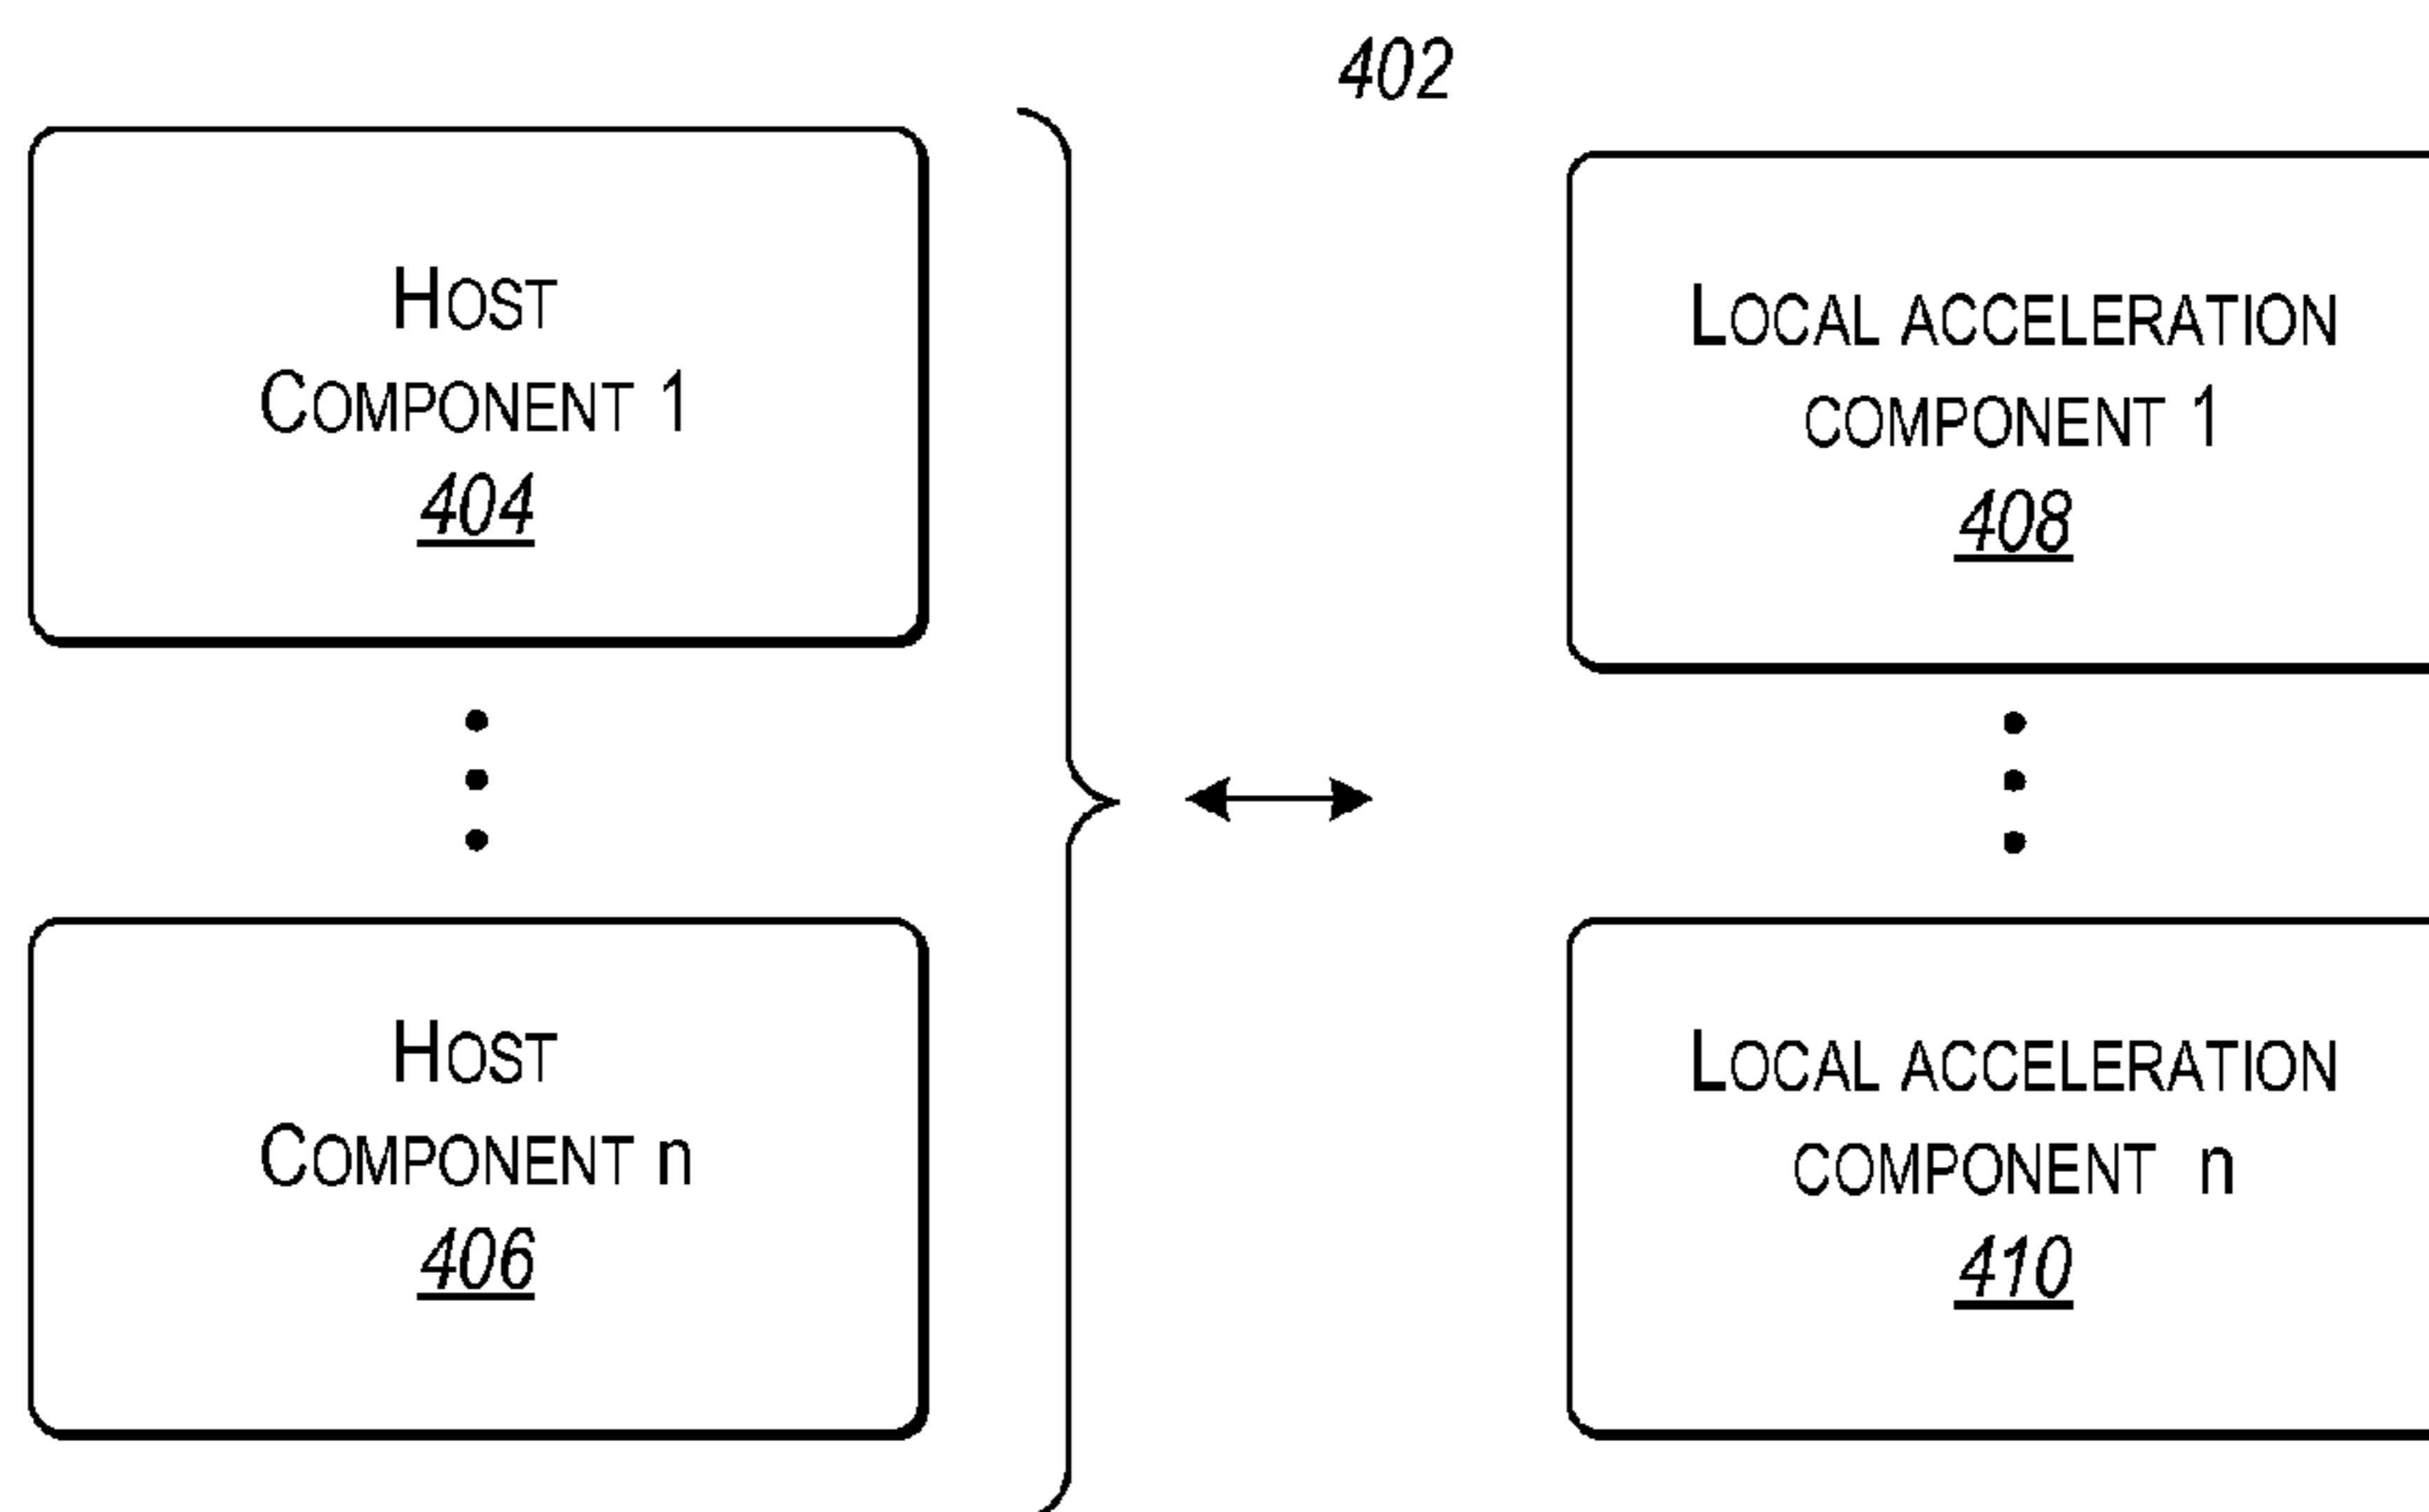 402
HOST
COMPONENT 1
404
LOCAL ACCELERATION
COMPONENT 1
408
HOST
COMPONENT n
406
LOCAL ACCELERATION
COMPONENT n
410